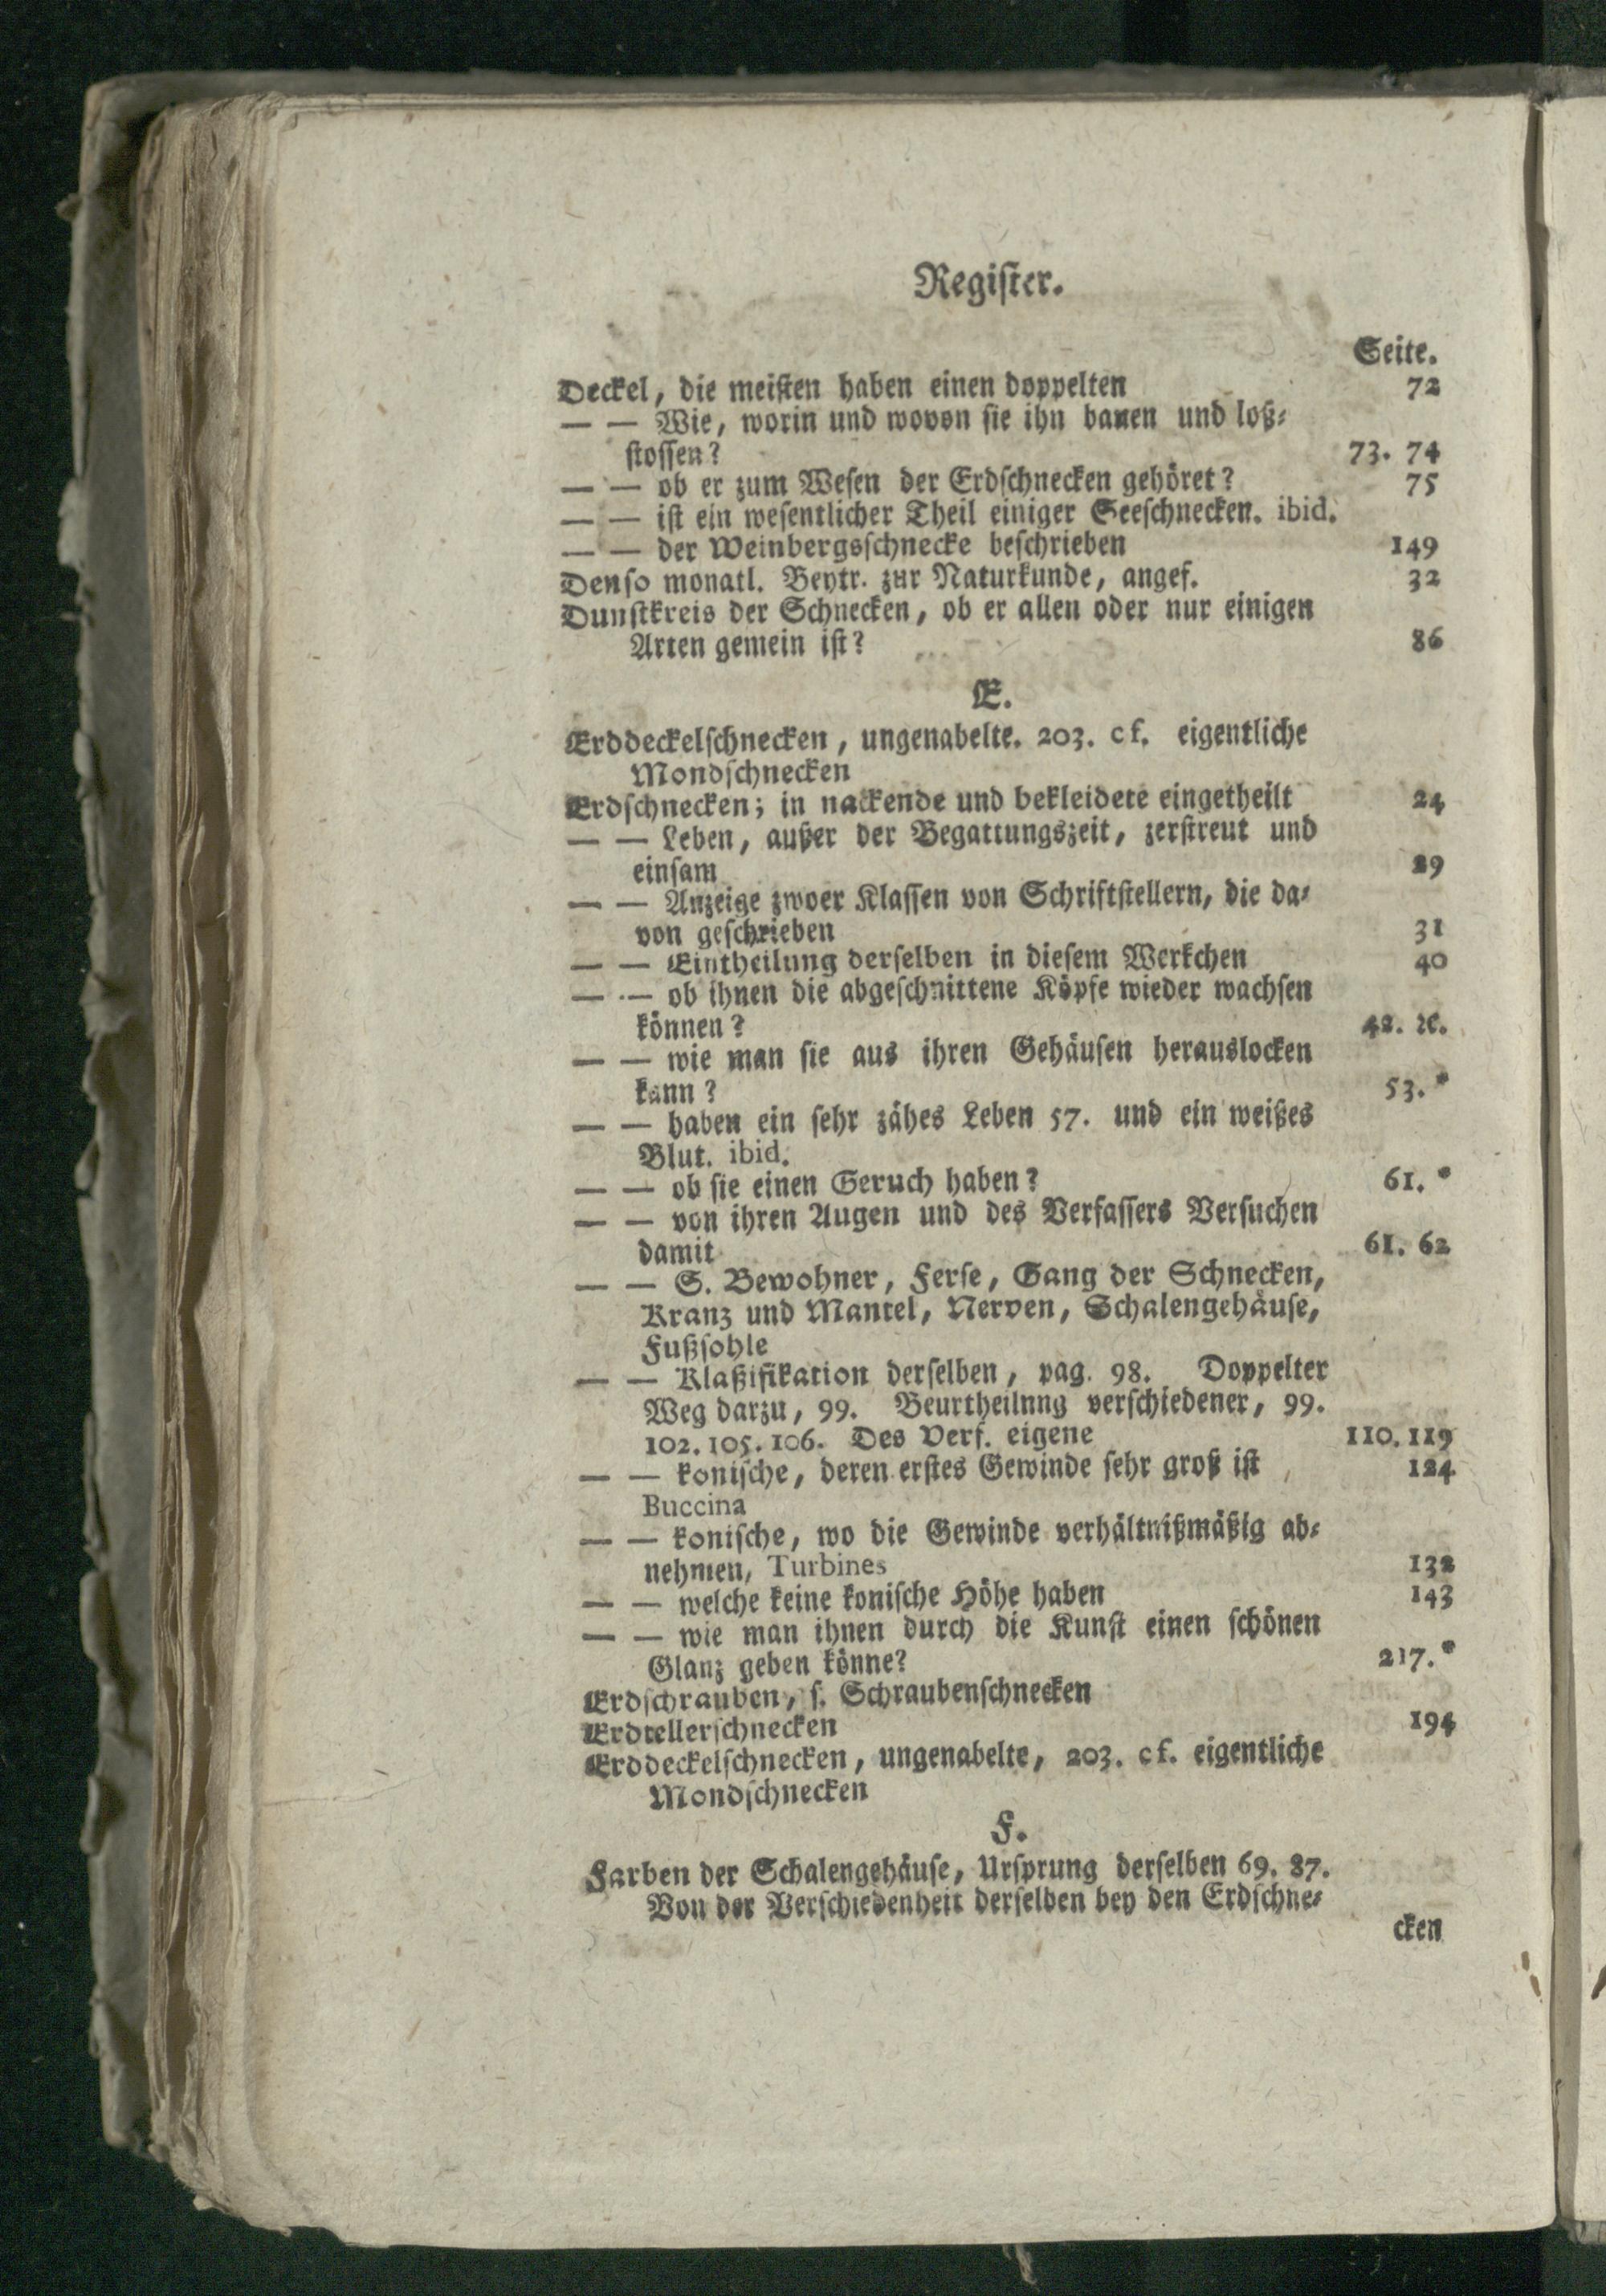 Register.
Seite.
Deckel, die meisten haben einen doppelten 72
— — Wie, worin und wovon sie ihn bauen und loß-
stossen? 73. 74
— — ob er zum Wesen der Erdschnecken gehöret? 75
— — ist ein wesentlicher Theil einiger Seeschnecken. ibid.
— — der Weinbergsschnecke beschrieben 149
Denso monatl. Beytr. zur Naturkunde, angef. 32
Dunstkreis der Schnecken, ob er allen oder nur einigen
Arten gemein ist? 86
E.
Erddeckelschnecken, ungenabelte. 203. cf. eigentliche
Mondschnecken
Erdschnecken; in nackende und bekleidete eingetheilt 24
— — Leben, außer der Begattungszeit, zerstreut und
einsam 29
— — Anzeige zwoer Klassen von Schriftstellern, die da-
von geschrieben 31
— — Eintheilung derselben in diesem Werkchen 40
— — ob ihnen die abgeschnittene Köpfe wieder wachsen
können? 42. ꝛc.
— — wie man sie aus ihren Gehäusen herauslocken
kann? 53.*
— — haben ein sehr zähes Leben 57. und ein weißes
Blut. ibid.
— — ob sie einen Geruch haben? 61.*
— — von ihren Augen und des Verfassers Versuchen
damit 61. 62
— — S. Bewohner, Ferse, Gang der Schnecken,
Kranz und Mantel, Nerven, Schalengehäuse,
Fußsohle
— — Klaßifikation derselben, pag. 98. Doppelter
Weg darzu, 99. Beurtheilnng verschiedener, 99.
102. 105. 106. Des Verf. eigene 110. 119
— — konische, deren erstes Gewinde sehr groß ist 124
Buccina
— — konische, wo die Gewinde verhältnißmäßig ab-
nehmen, Turbines 132
— — welche keine konische Höhe haben 143
— — wie man ihnen durch die Kunst einen schönen
Glanz geben könne? 217.*
Erdschrauben, s. Schraubenschnecken
Erdtellerschnecken 194
Erddeckelschnecken, ungenabelte, 203. cf. eigentliche
Mondschnecken
F.
Farben der Schalengehäuse, Ursprung derselben 69. 87.
Von der Verschiedenheit derselben bey den Erdschne-
cken